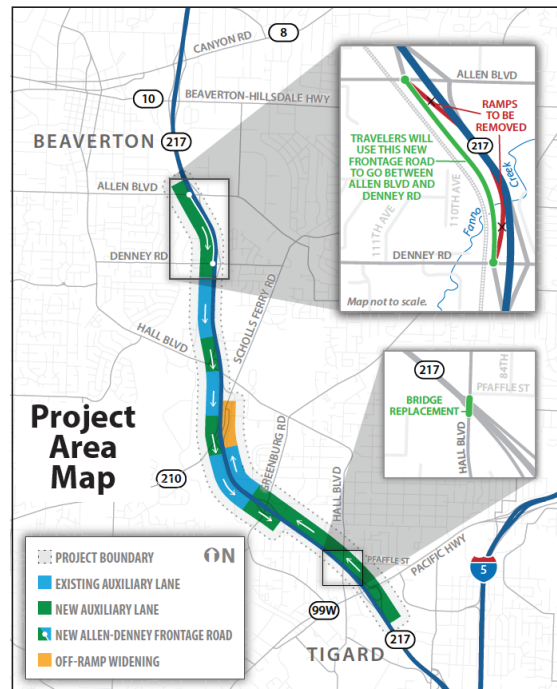 8
CANYON RD
10
BEAVERTON-HILLSDALE HWY
BEAVERTON
217
ALLEN BLVD
DENNEY RD
SCHOLLS FERRY RD
HALL BLVD
GREENBURG RD
210
HALL BLVD
PFAFFLE ST
PACIFIC HWY
99W
217
TIGARD
5
ALLEN BLVD
RAMPS
TO BE
REMOVED
217
TRAVELERS WILL
USE THIS NEW
FRONTAGE ROAD
TO GO BETWEEN
ALLEN BLVD AND
DENNEY RD
111TH AVE
110TH AVE
Fanno
Creek
DENNEY RD
Map not to scale.
217
84TH
PFAFFLE ST
BRIDGE
REPLACEMENT
HALL BLVD
Project
Area
Map
PROJECT BOUNDARY
N
EXISTING AUXILIARY LANE
NEW AUXILIARY LANE
NEW ALLEN-DENNEY FRONTAGE ROAD
OFF-RAMP WIDENING